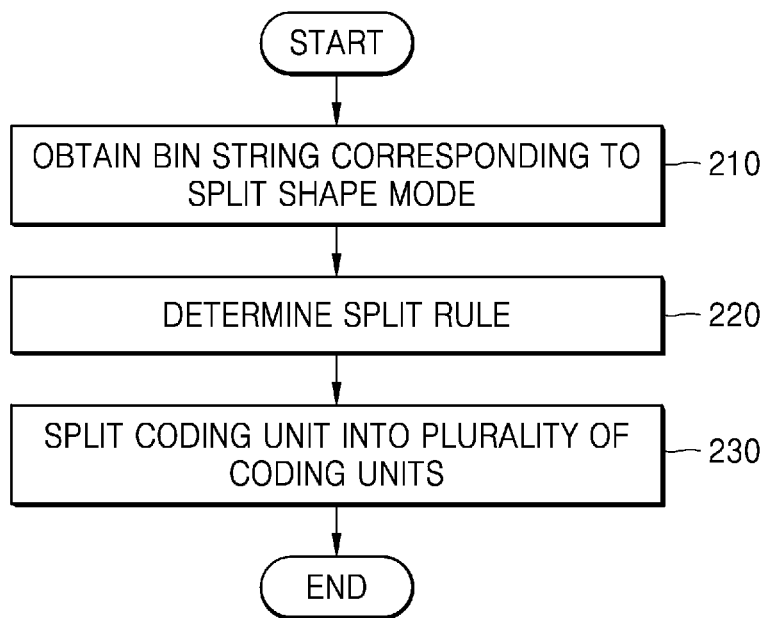 START
OBTAIN BIN STRING CORRESPONDING TO
SPLIT SHAPE MODE
210
DETERMINE SPLIT RULE
220
SPLIT CODING UNIT INTO PLURALITY OF
CODING UNITS
230
END